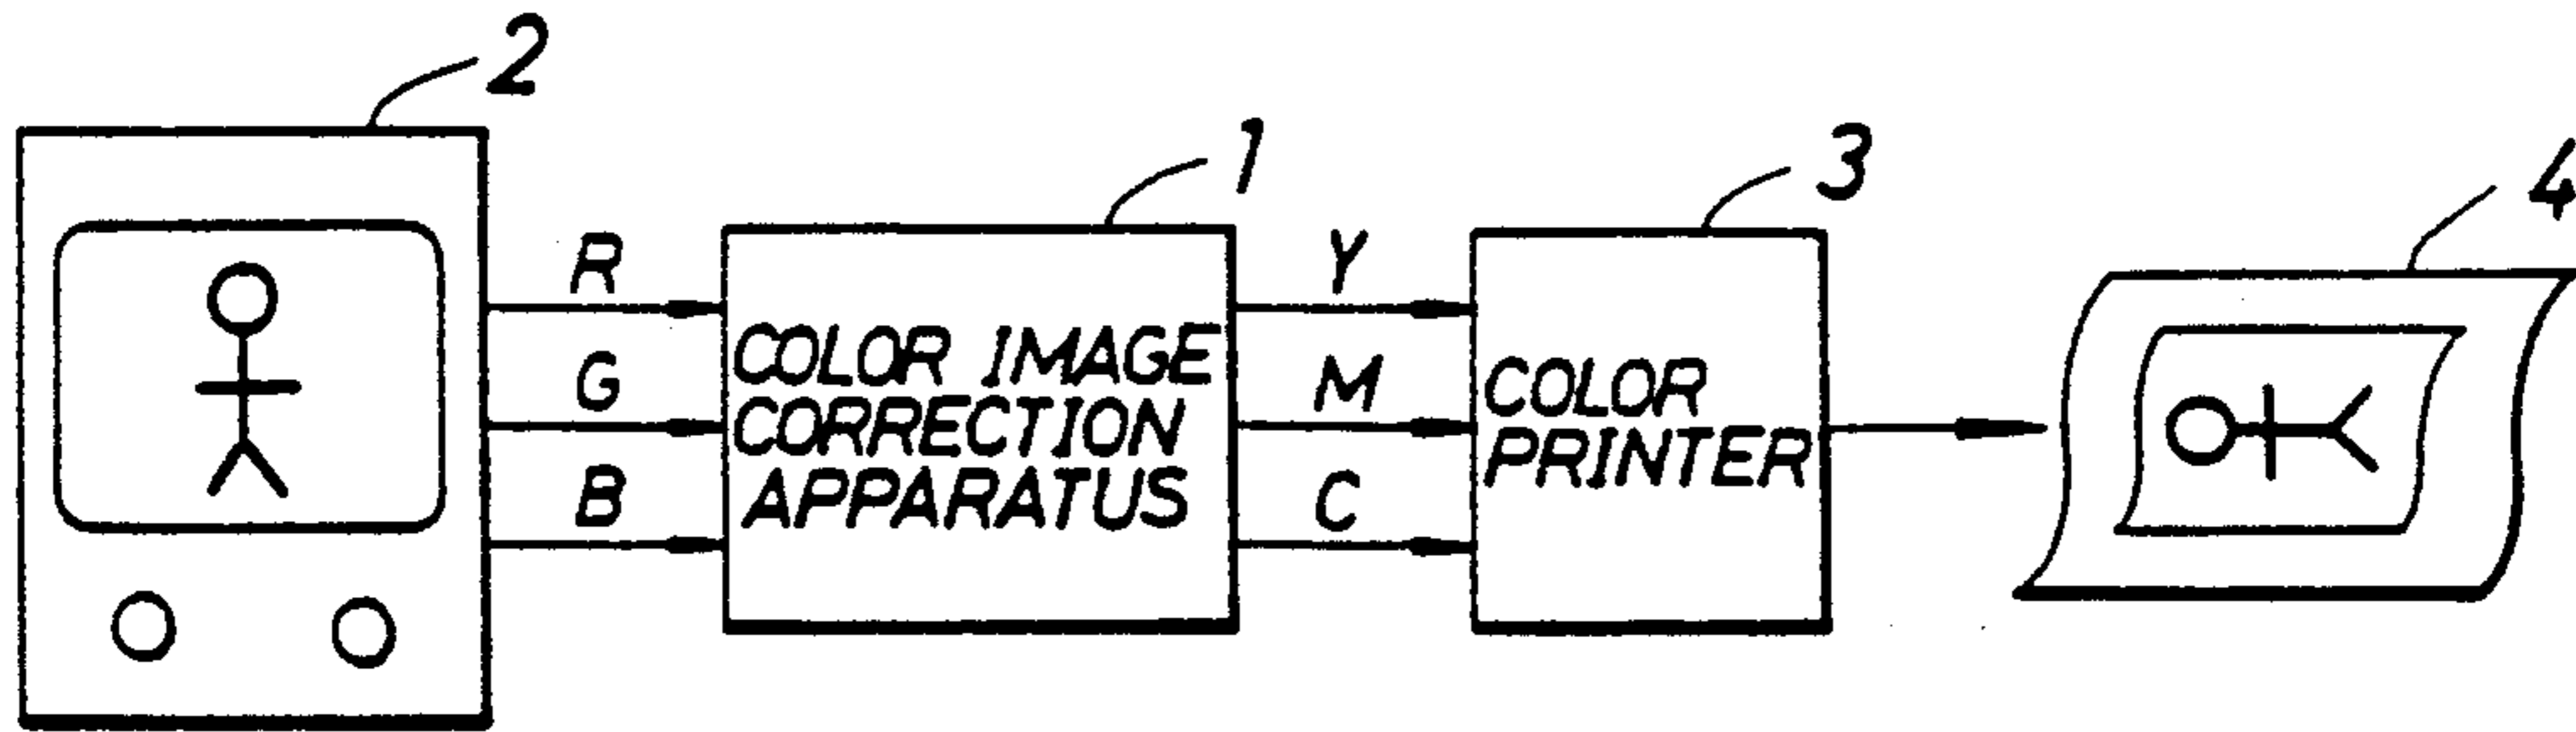 2
1
3
4
R
G
B
COLOR IMAGE
CORRECTION
APPARATUS
Y
M
C
COLOR
PRINTER